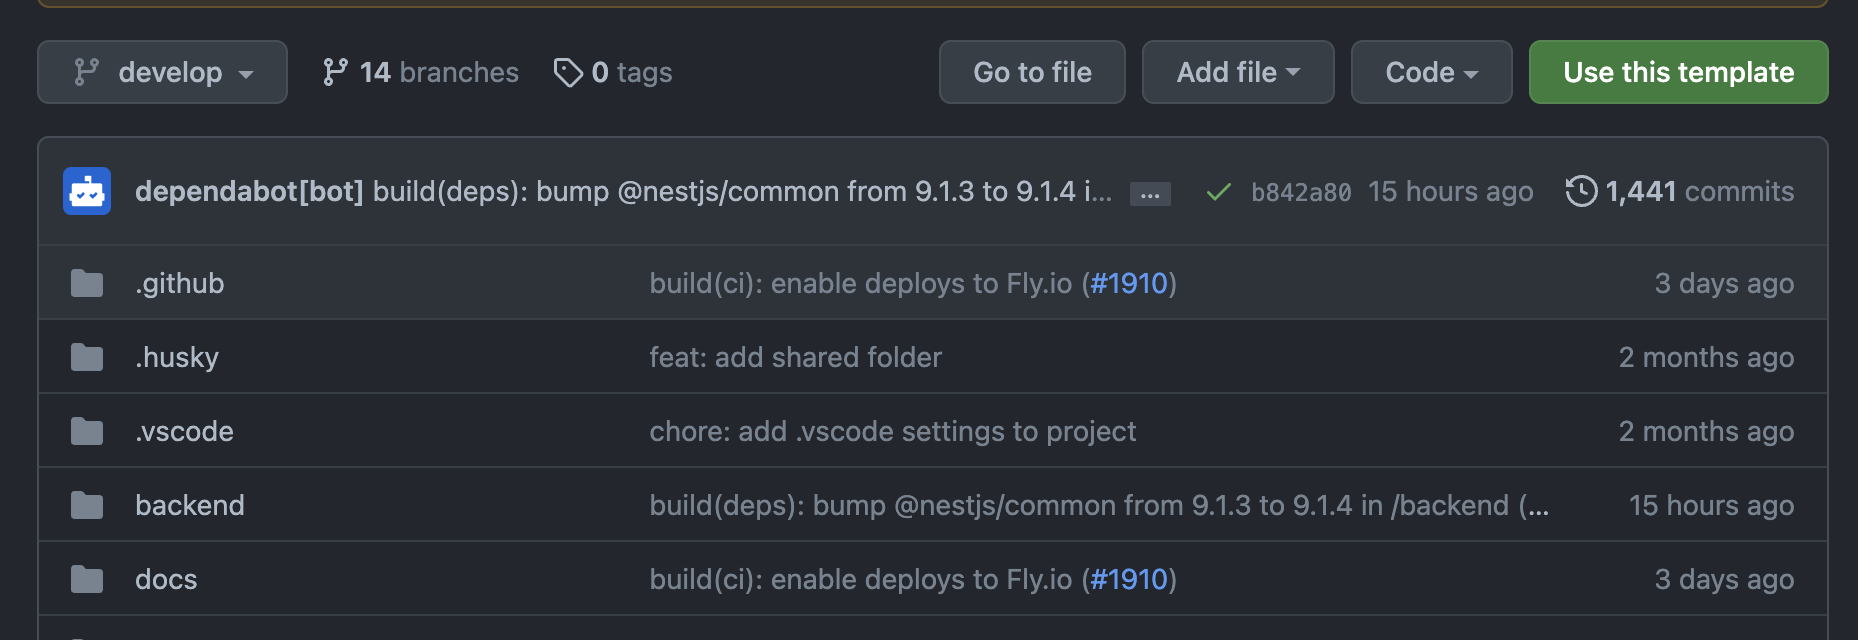 develop 14 branches 0 tags Go to file Add file Code Use this template
dependabot[bot] build(deps): bump @nestjs/common from 9.1.3 to 9.1.4 i... ... b842a80 15 hours ago 1,441 commits
.github build(ci): enable deploys to Fly.io (#1910) 3 days ago
.husky feat: add shared folder 2 months ago
.vscode chore: add .vscode settings to project 2 months ago
backend build(deps): bump @nestjs/common from 9.1.3 to 9.1.4 in /backend (... 15 hours ago
docs build(ci): enable deploys to Fly.io (#1910) 3 days ago